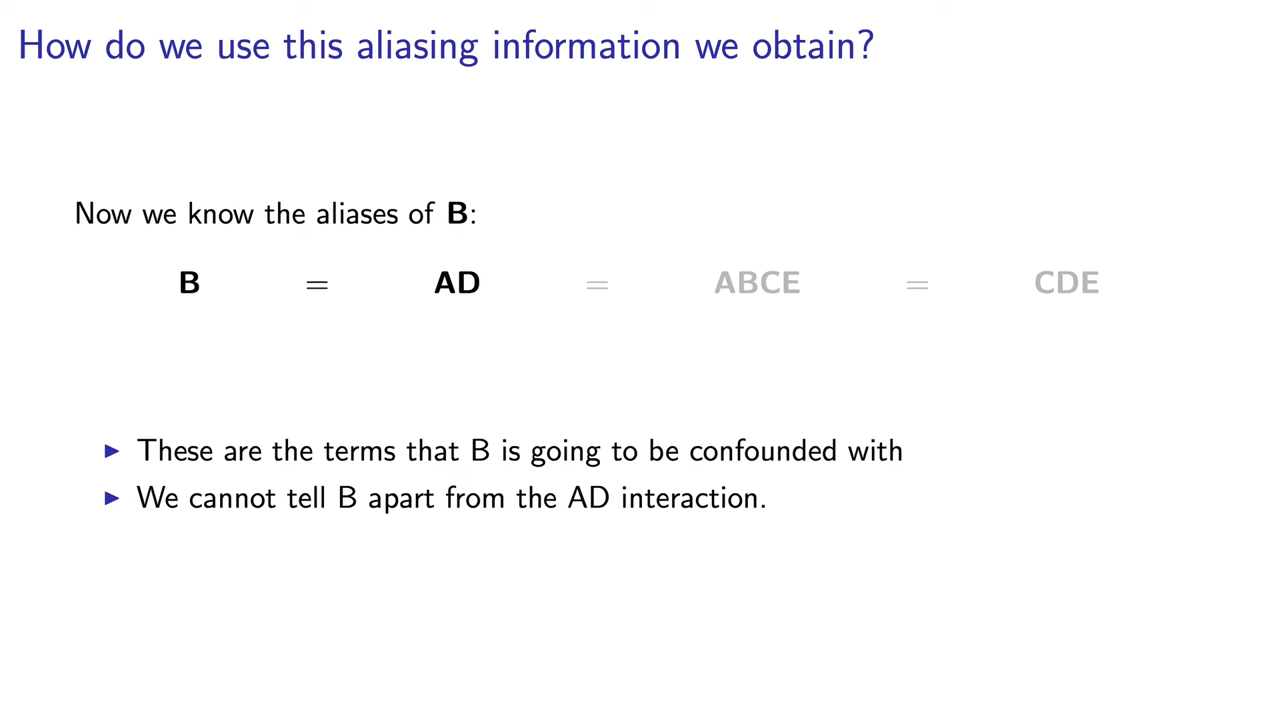 How do we use this aliasing information we obtain?
Now we know the aliases of B:
B = AD = ABCE = CDE
▶ These are the terms that B is going to be confounded with
▶ We cannot tell B apart from the AD interaction.